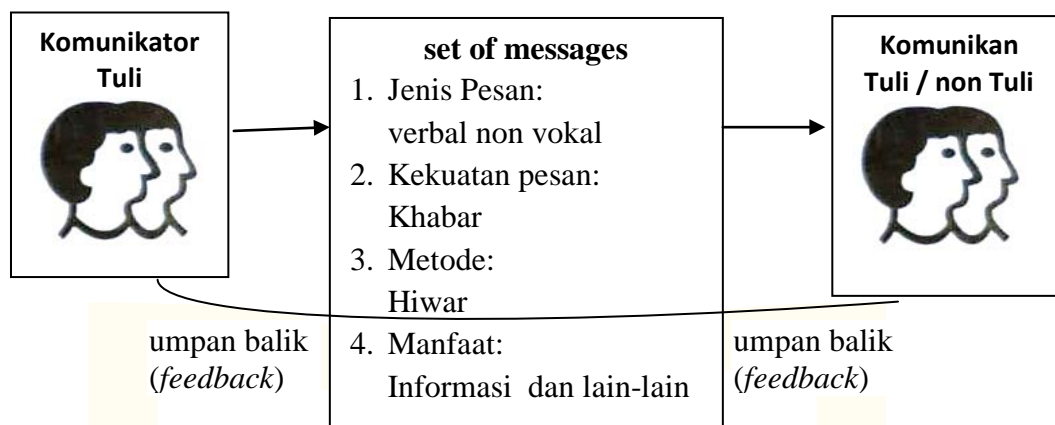 Komunikator
Tuli
set of messages
1. Jenis Pesan:
verbal non vokal
2. Kekuatan pesan:
Khabar
3. Metode:
Hiwar
4. Manfaat:
Informasi dan lain-lain
Komunikan
Tuli / non Tuli
umpan balik
(feedback)
umpan balik
(feedback)